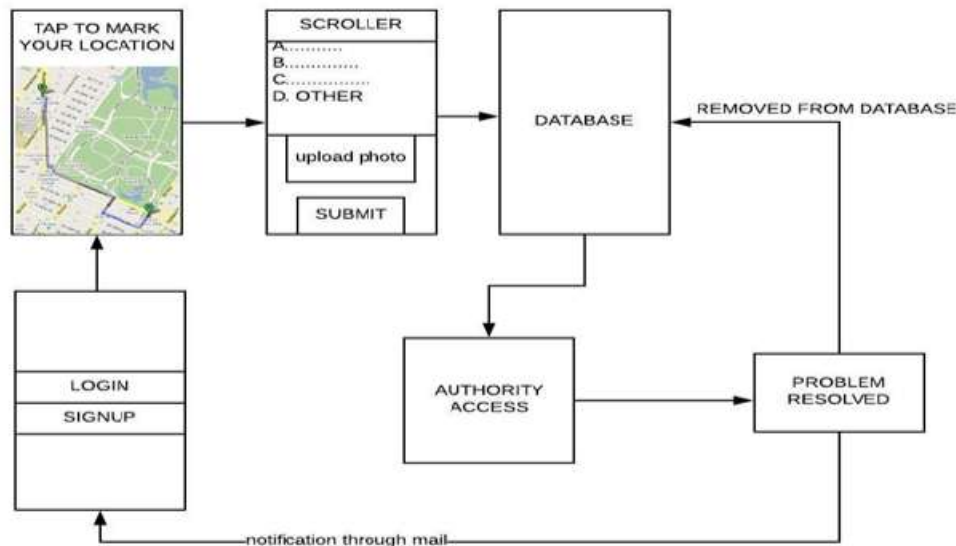 TAP TO MARK
YOUR LOCATION
SCROLLER
A...........
B..............
C................
D. OTHER
upload photo
SUBMIT
DATABASE
REMOVED FROM DATABASE
LOGIN
SIGNUP
AUTHORITY
ACCESS
PROBLEM
RESOLVED
notification through mail